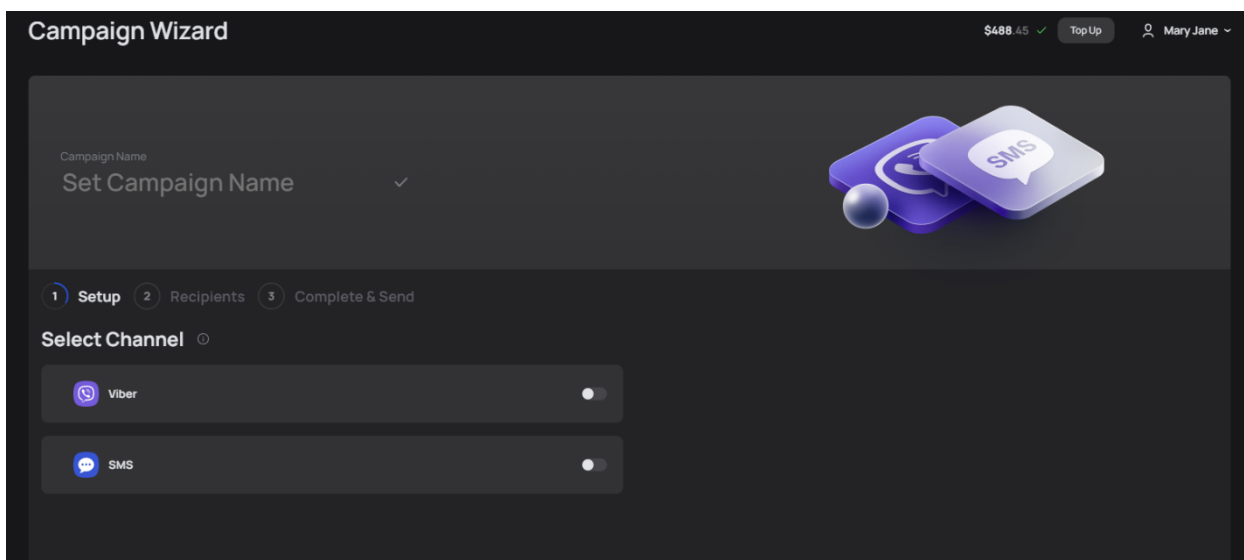 Campaign Wizard
$488.45
Top Up
Mary Jane
Campaign Name
Set Campaign Name
SMS
1 Setup 2 Recipients 3 Complete & Send
Select Channel
Viber
SMS